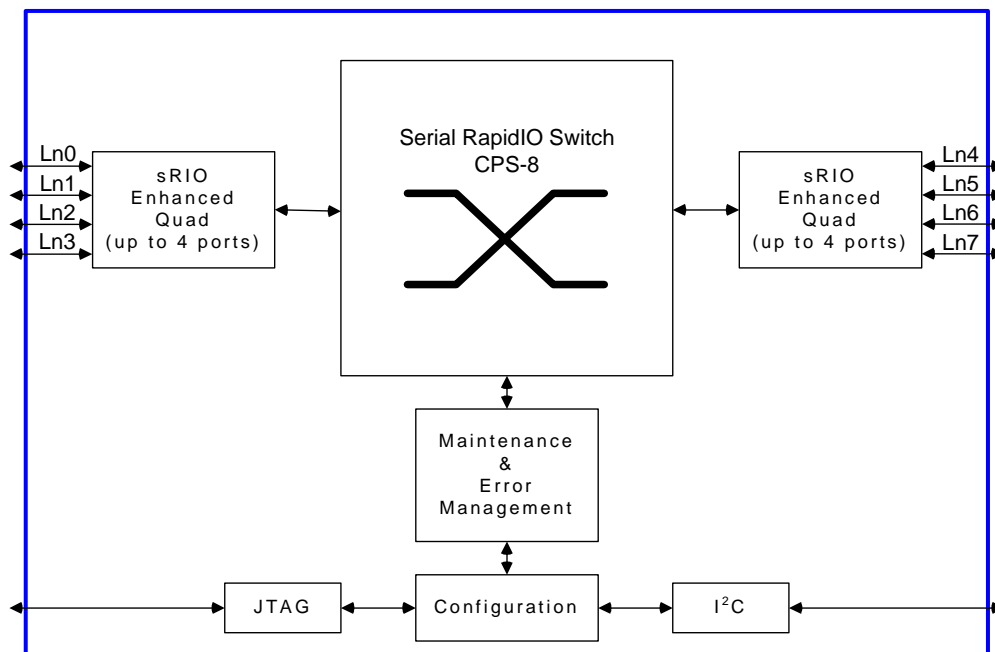 Serial RapidIO Switch
CPS-8
Ln0
Ln1
Ln2
Ln3
sRIO
Enhanced
Quad
(up to 4 ports)
sRIO
Enhanced
Quad
(up to 4 ports)
Ln4
Ln5
Ln6
Ln7
Maintenance
&
Error
Management
JTAG
Configuration
I²C